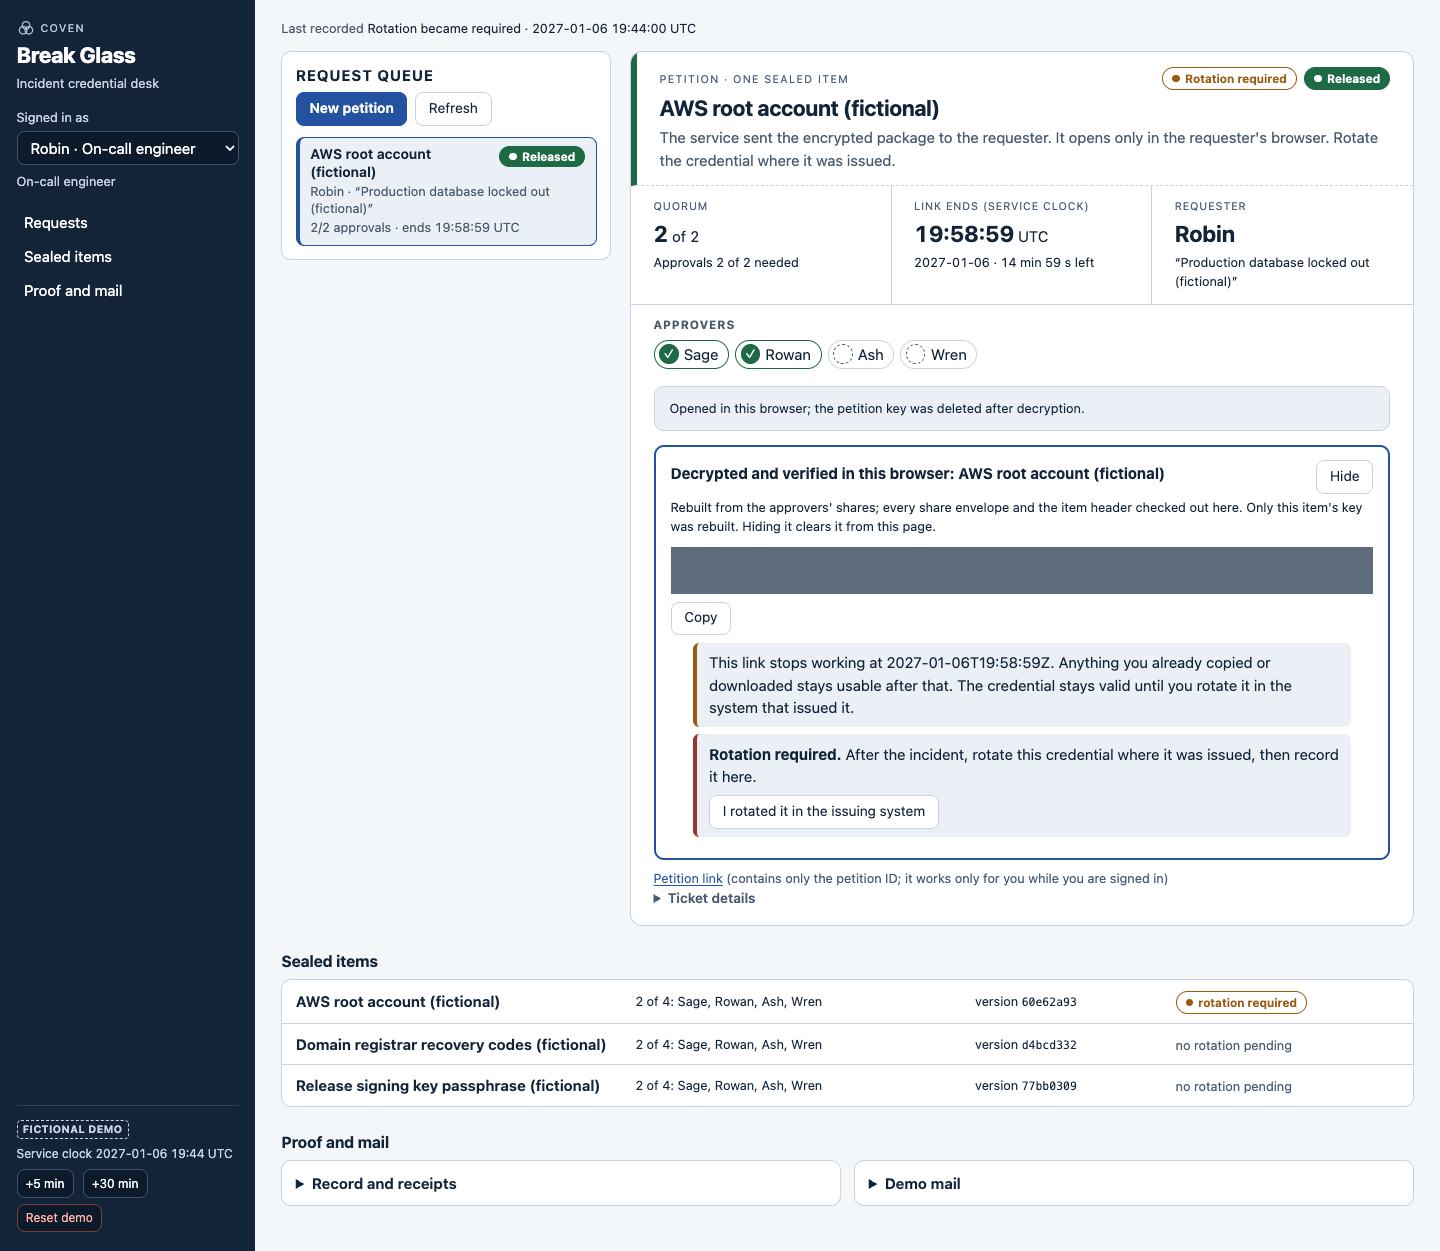 COVEN
Break Glass
Incident credential desk
Signed in as
Robin · On-call engineer
On-call engineer
Requests
Sealed items
Proof and mail
FICTIONAL DEMO
Service clock 2027-01-06 19:44 UTC
+5 min
+30 min
Reset demo
Last recorded Rotation became required · 2027-01-06 19:44:00 UTC
REQUEST QUEUE
New petition
Refresh
AWS root account
(fictional)
Released
Robin · “Production database locked out
(fictional)”
2/2 approvals · ends 19:58:59 UTC
PETITION · ONE SEALED ITEM
Rotation required
Released
AWS root account (fictional)
The service sent the encrypted package to the requester. It opens only in the requester's browser. Rotate
the credential where it was issued.
QUORUM
2 of 2
Approvals 2 of 2 needed
LINK ENDS (SERVICE CLOCK)
19:58:59 UTC
2027-01-06 · 14 min 59 s left
REQUESTER
Robin
“Production database locked out
(fictional)”
APPROVERS
Sage
Rowan
Ash
Wren
Opened in this browser; the petition key was deleted after decryption.
Decrypted and verified in this browser: AWS root account (fictional)
Hide
Rebuilt from the approvers' shares; every share envelope and the item header checked out here. Only this item's key
was rebuilt. Hiding it clears it from this page.
Copy
This link stops working at 2027-01-06T19:58:59Z. Anything you already copied or
downloaded stays usable after that. The credential stays valid until you rotate it in the
system that issued it.
Rotation required. After the incident, rotate this credential where it was issued, then record
it here.
I rotated it in the issuing system
Petition link (contains only the petition ID; it works only for you while you are signed in)
Ticket details
Sealed items
AWS root account (fictional)
2 of 4: Sage, Rowan, Ash, Wren
version 60e62a93
rotation required
Domain registrar recovery codes (fictional)
2 of 4: Sage, Rowan, Ash, Wren
version d4bcd332
no rotation pending
Release signing key passphrase (fictional)
2 of 4: Sage, Rowan, Ash, Wren
version 77bb0309
no rotation pending
Proof and mail
Record and receipts
Demo mail